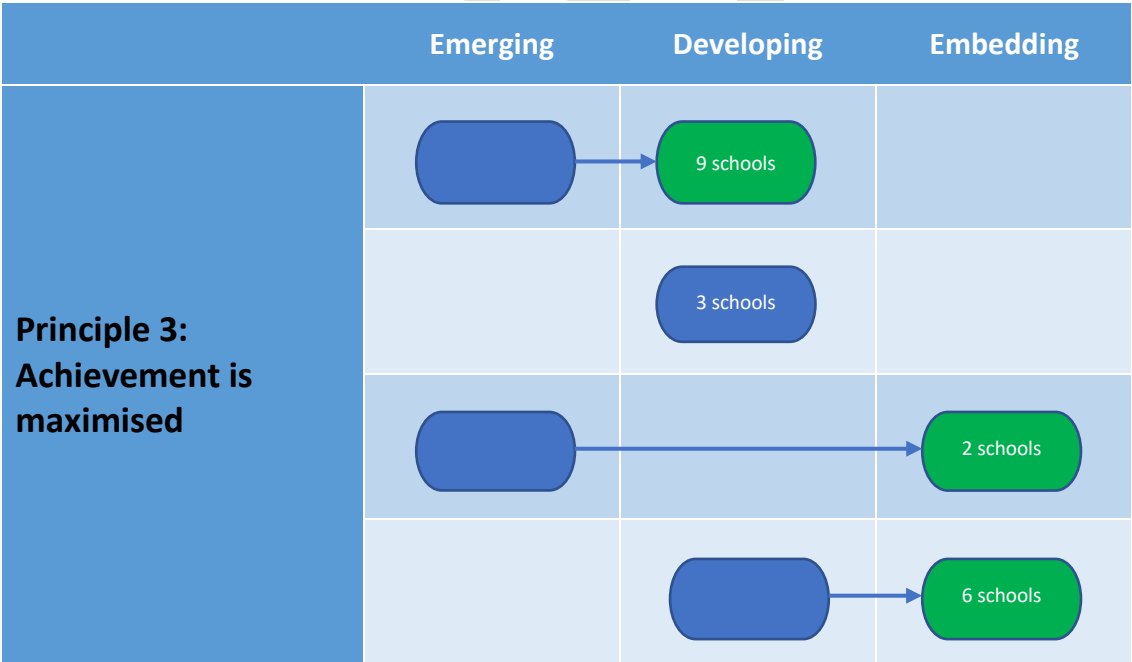 Emerging Developing Embedding
9 schools
3 schools
Principle 3:
Achievement is
maximised
2 schools
6 schools